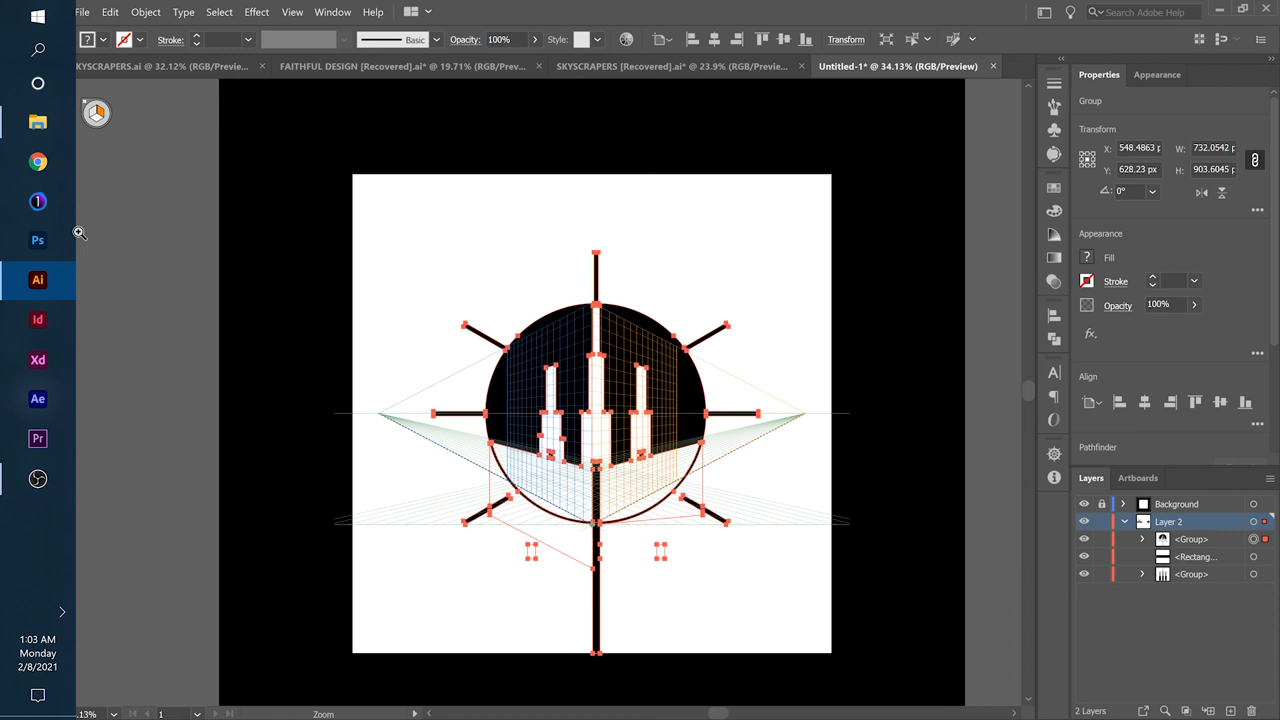 File Edit Object Type Select Effect View Window Help
Search Adobe Help
?
Stroke:
Basic
Opacity: 100%
Style:
Transform
KYSCRAPERS.ai @ 32.12% (RGB/Previe...
FAITHFUL DESIGN [Recovered].ai* @ 19.71% (RGB/Prev...
SKYSCRAPERS [Recovered].ai* @ 23.9% (RGB/Previe...
Untitled-1* @ 34.13% (RGB/Preview)
Properties Appearance
Group
Transform
X: 548.4863 p W: 732.0542 p
Y: 628.23 px H: 903.6045 p
0°
Appearance
? Fill
Stroke
Opacity 100%
fx.
Align
Pathfinder
Layers Artboards
Background
Layer 2
<Group>
<Rectang...
<Group>
2 Layers
1
Ps
Ai
Id
Xd
Ae
Pr
1:03 AM
Monday
2/8/2021
.13%
1
Zoom